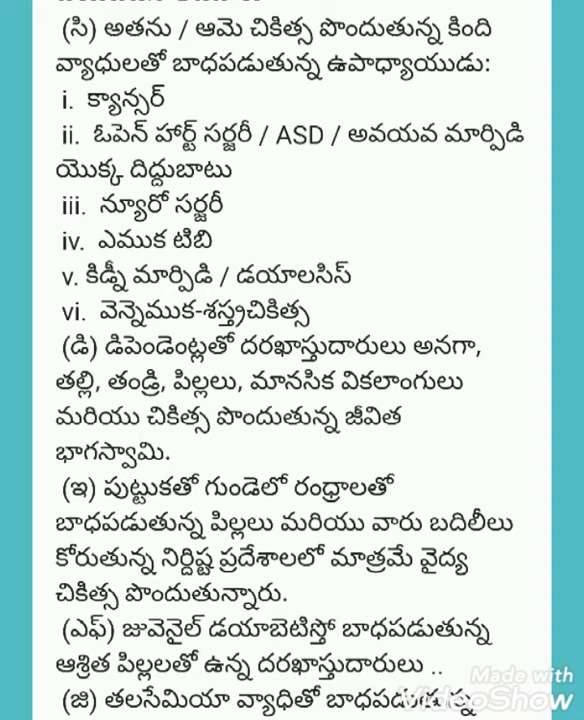 (సి) అతను / ఆమె చికిత్స పొందుతున్న కింది
వ్యాధులతో బాధపడుతున్న ఉపాధ్యాయుడు:
i. క్యాన్సర్
ii. ఓపెన్ హార్ట్ సర్జరీ / ASD / అవయవ మార్పిడి
యొక్క దిద్దుబాటు
iii. న్యూరో సర్జరీ
iv. ఎముక టిబి
v. కిడ్నీ మార్పిడి / డయాలసిస్
vi. వెన్నెముక-శస్త్రచికిత్స
(డి) డిపెండెంట్లతో దరఖాస్తుదారులు అనగా,
తల్లి, తండ్రి, పిల్లలు, మానసిక వికలాంగులు
మరియు చికిత్స పొందుతున్న జీవిత
భాగస్వామి.
(ఇ) పుట్టుకతో గుండెలో రంధ్రాలతో
బాధపడుతున్న పిల్లలు మరియు వారు బదిలీలు
కోరుతున్న నిర్దిష్ట ప్రదేశాలలో మాత్రమే వైద్య
చికిత్స పొందుతున్నారు.
(ఎఫ్) జువెనైల్ డయాబెటిస్తో బాధపడుతున్న
ఆశ్రిత పిల్లలతో ఉన్న దరఖాస్తుదారులు ..
(జి) తలసేమియా వ్యాధితో
Made with
VideoShow